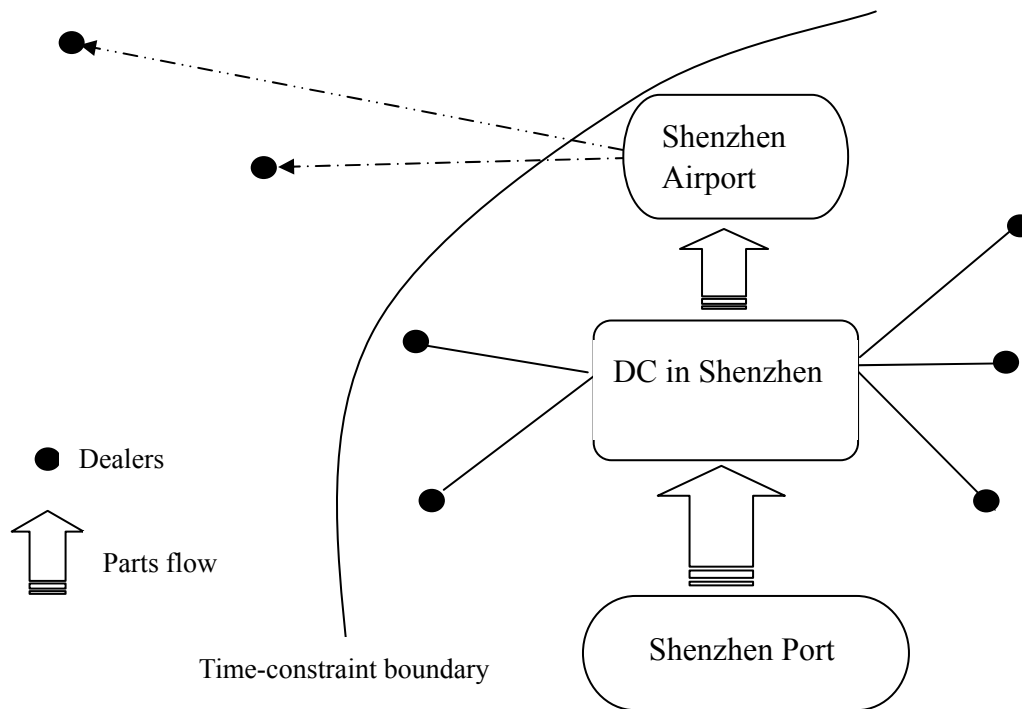 Shenzhen
Airport
DC in Shenzhen
Dealers
Parts flow
Shenzhen Port
Time-constraint boundary